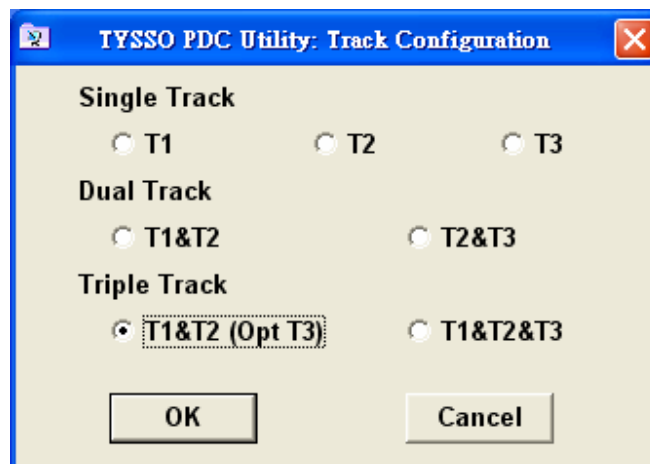 TYSSO PDC Utility: Track Configuration
Single Track
T1 T2 T3
Dual Track
T1&T2 T2&T3
Triple Track
T1&T2 (Opt T3) T1&T2&T3
OK Cancel